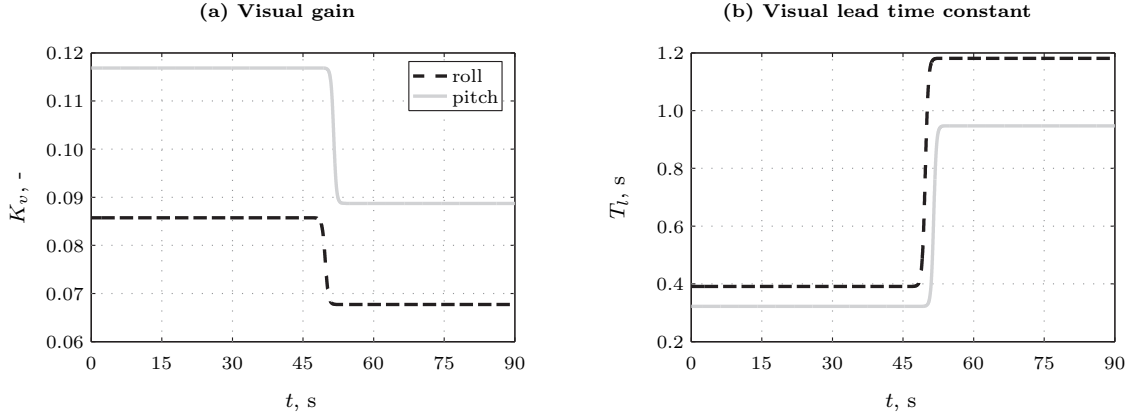 (a) Visual gain
0.12
0.11
0.10
0.09
0.08
0.07
0.06
K_v, -
roll
pitch
0 15 30 45 60 75 90
t, s
(b) Visual lead time constant
1.2
1.0
0.8
0.6
0.4
0.2
T_l, s
0 15 30 45 60 75 90
t, s